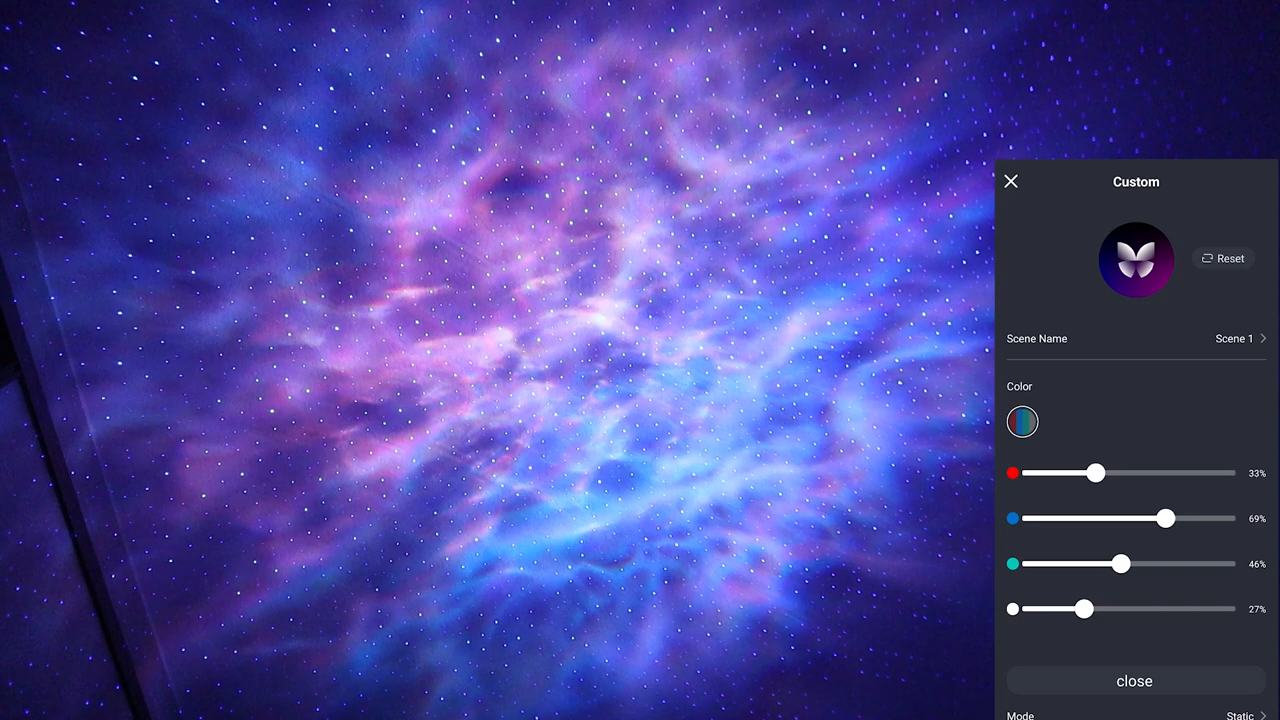 Custom
Reset
Scene Name Scene 1
Color
33%
69%
46%
27%
close
Mode Static